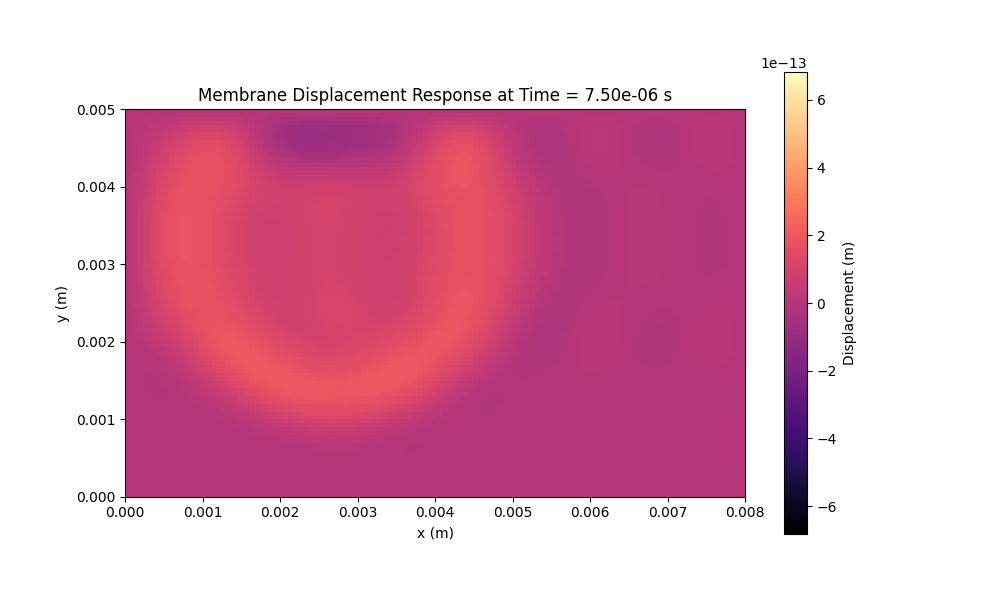 1e−13
Membrane Displacement Response at Time = 7.50e-06 s
0.005
0.004
0.003
0.002
0.001
0.000
y (m)
0.000 0.001 0.002 0.003 0.004 0.005 0.006 0.007 0.008
x (m)
6
4
2
0
−2
−4
−6
Displacement (m)